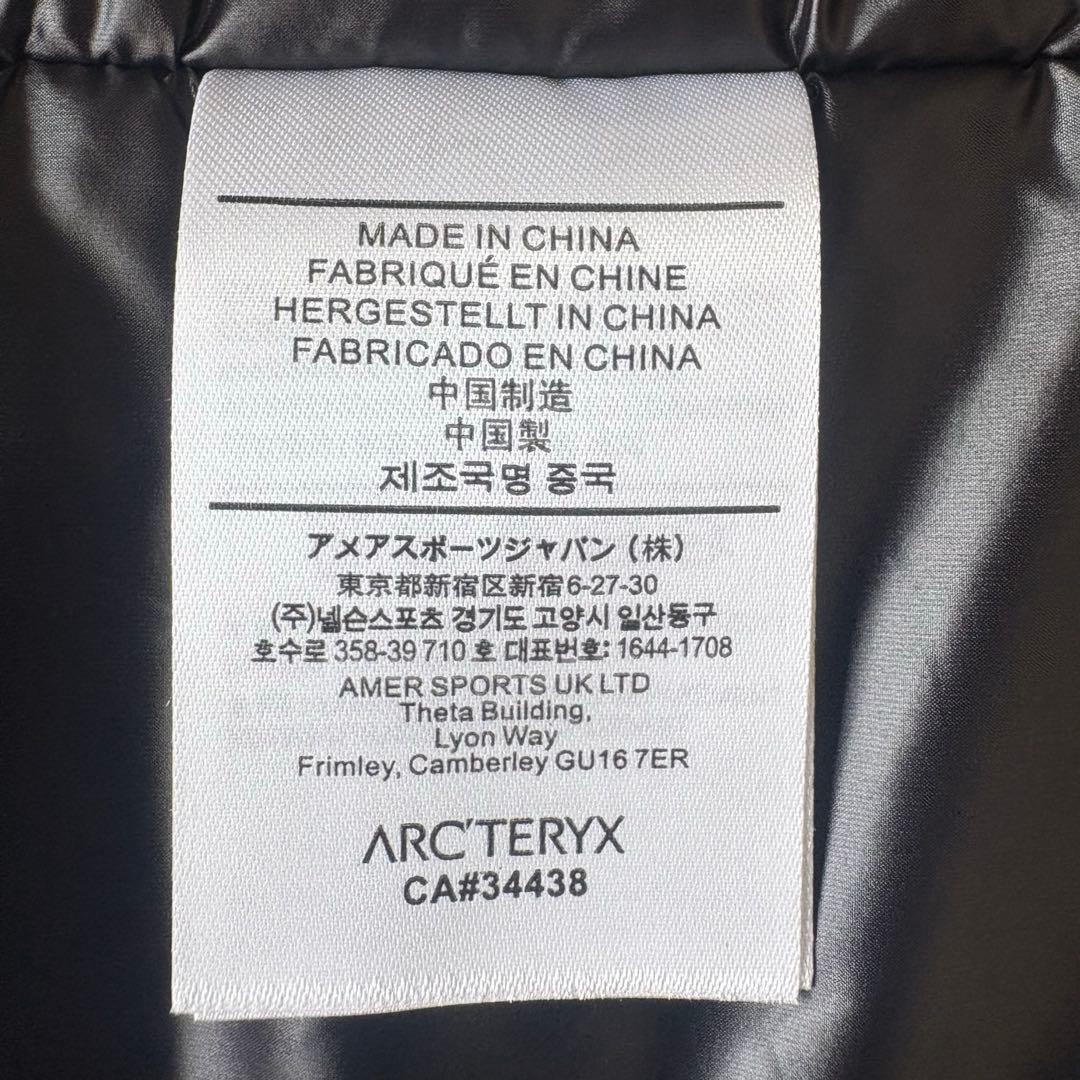 MADE IN CHINA
FABRIQUÉ EN CHINE
HERGESTELLT IN CHINA
FABRICADO EN CHINA
中国制造
中国製
제조국명 중국
アメアスポーツジャパン (株)
東京都新宿区新宿6-27-30
(주)넬슨스포츠 경기도 고양시 일산동구
호수로 358-39 710 호 대표번호: 1644-1708
AMER SPORTS UK LTD
Theta Building,
Lyon Way
Frimley, Camberley GU16 7ER
ARC'TERYX
CA#34438